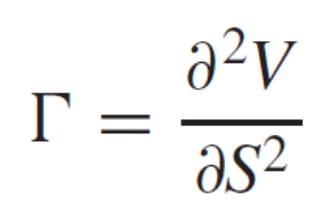 Γ = ∂²V / ∂S²